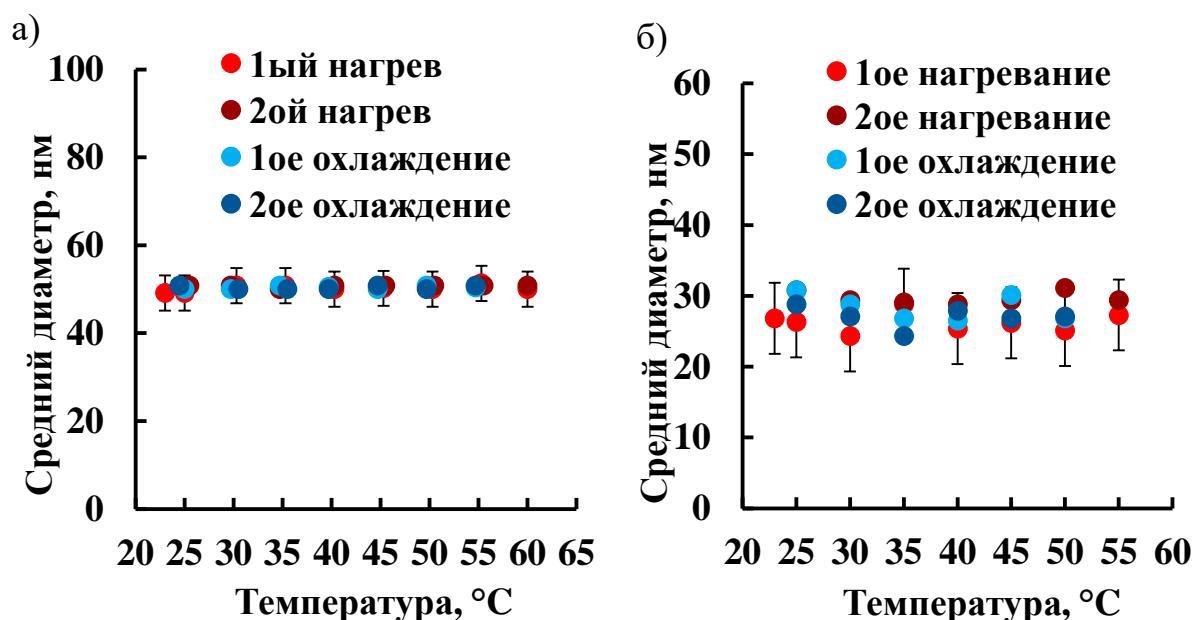 а)
100
80
60
40
20
0
20 25 30 35 40 45 50 55 60 65
Средний диаметр, нм
Температура, °C
1ый нагрев
2ой нагрев
1ое охлаждение
2ое охлаждение
б)
60
50
40
30
20
10
0
20 25 30 35 40 45 50 55 60
Средний диаметр, нм
Температура, °C
1ое нагревание
2ое нагревание
1ое охлаждение
2ое охлаждение